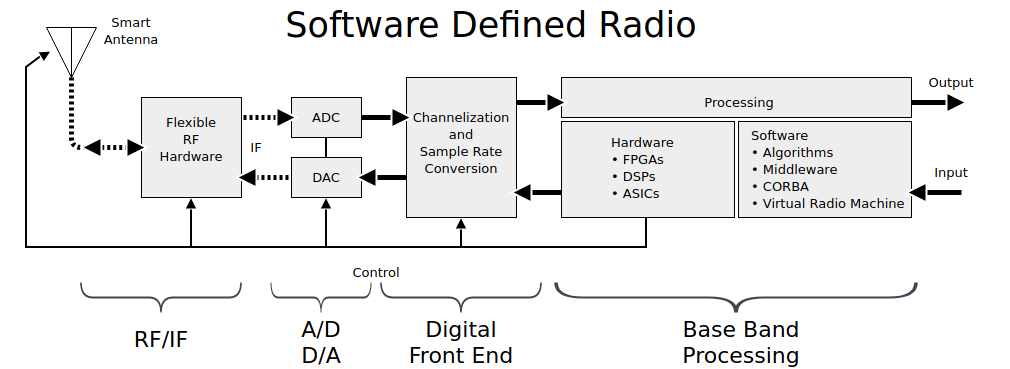 Software Defined Radio
Smart
Antenna
Flexible
RF
Hardware
IF
ADC
DAC
Channelization
and
Sample Rate
Conversion
Processing
Hardware
• FPGAs
• DSPs
• ASICs
Software
• Algorithms
• Middleware
• CORBA
• Virtual Radio Machine
Output
Input
Control
RF/IF
A/D
D/A
Digital
Front End
Base Band
Processing